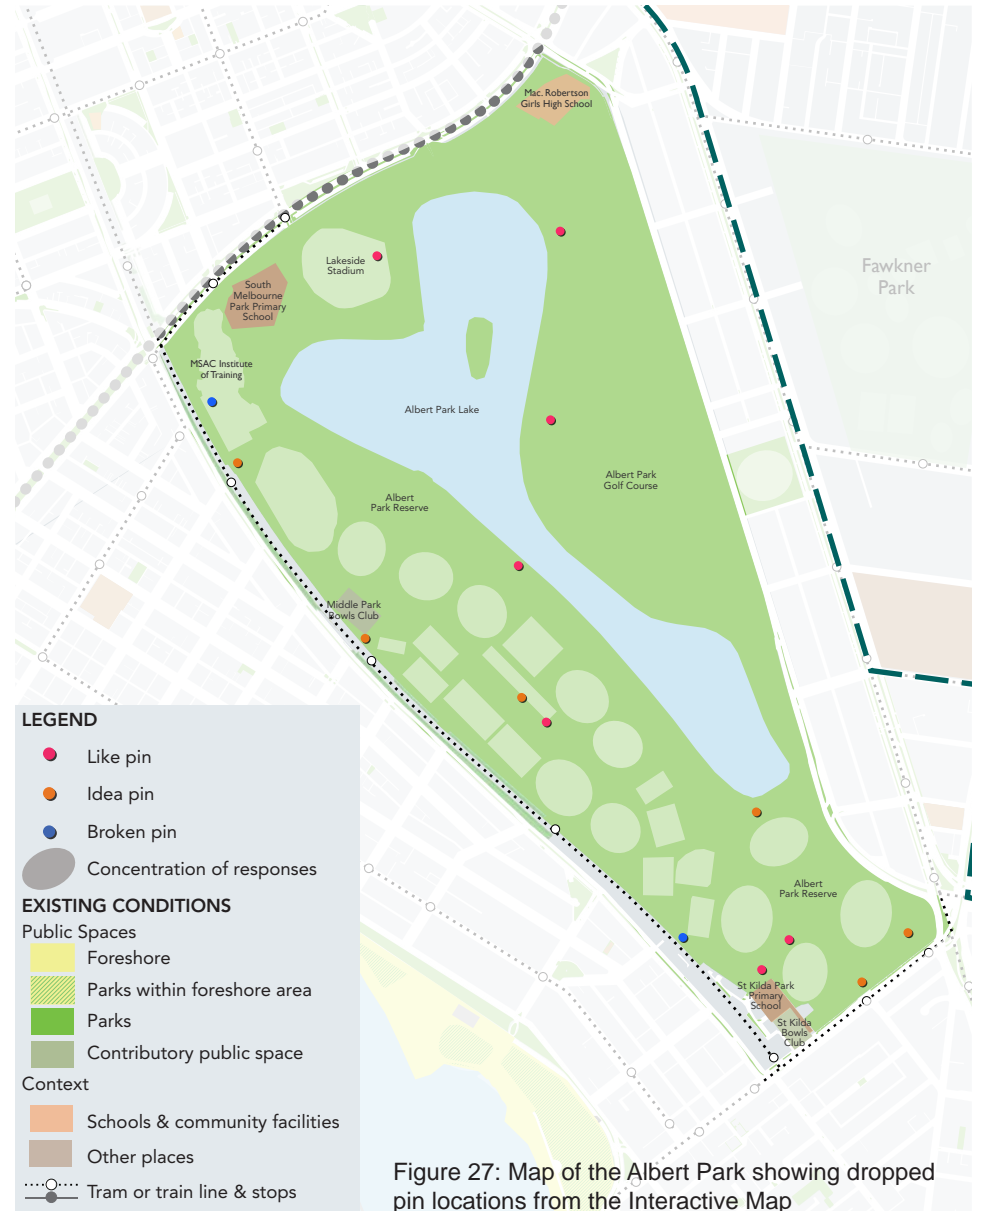 Mac. Robertson
Girls High School
Fawkner
Park
Lakeside
Stadium
South
Melbourne
Park Primary
School
MSAC Institute
of Training
Albert Park Lake
Albert Park
Golf Course
Albert
Park Reserve
Middle Park
Bowls Club
Albert
Park Reserve
St Kilda Park
Primary
School
St Kilda
Bowls
Club
LEGEND
Like pin
Idea pin
Broken pin
Concentration of responses
EXISTING CONDITIONS
Public Spaces
Foreshore
Parks within foreshore area
Parks
Contributory public space
Context
Schools & community facilities
Other places
Tram or train line & stops
Figure 27: Map of the Albert Park showing dropped
pin locations from the Interactive Map